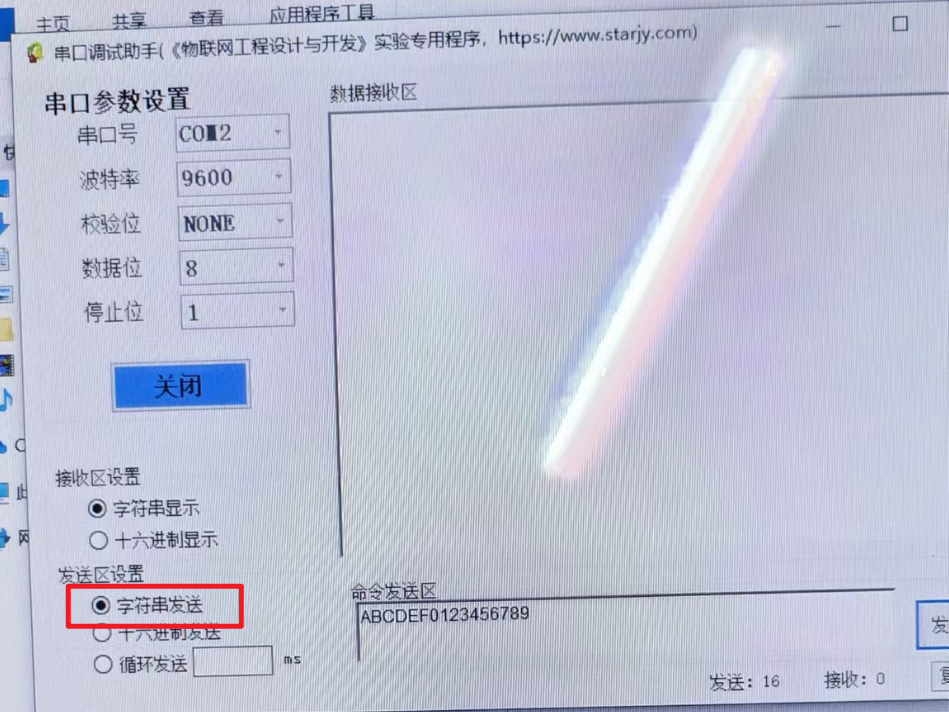 主页 共享 查看 应用程序工具
串口调试助手(《物联网工程设计与开发》实验专用程序，https://www.starjy.com)
串口参数设置
数据接收区
串口号 COM2
波特率 9600
校验位 NONE
数据位 8
停止位 1
关闭
接收区设置
字符串显示
十六进制显示
发送区设置
字符串发送
十六进制发送
循环发送 ms
命令发送区
ABCDEF0123456789
发送：16 接收：0